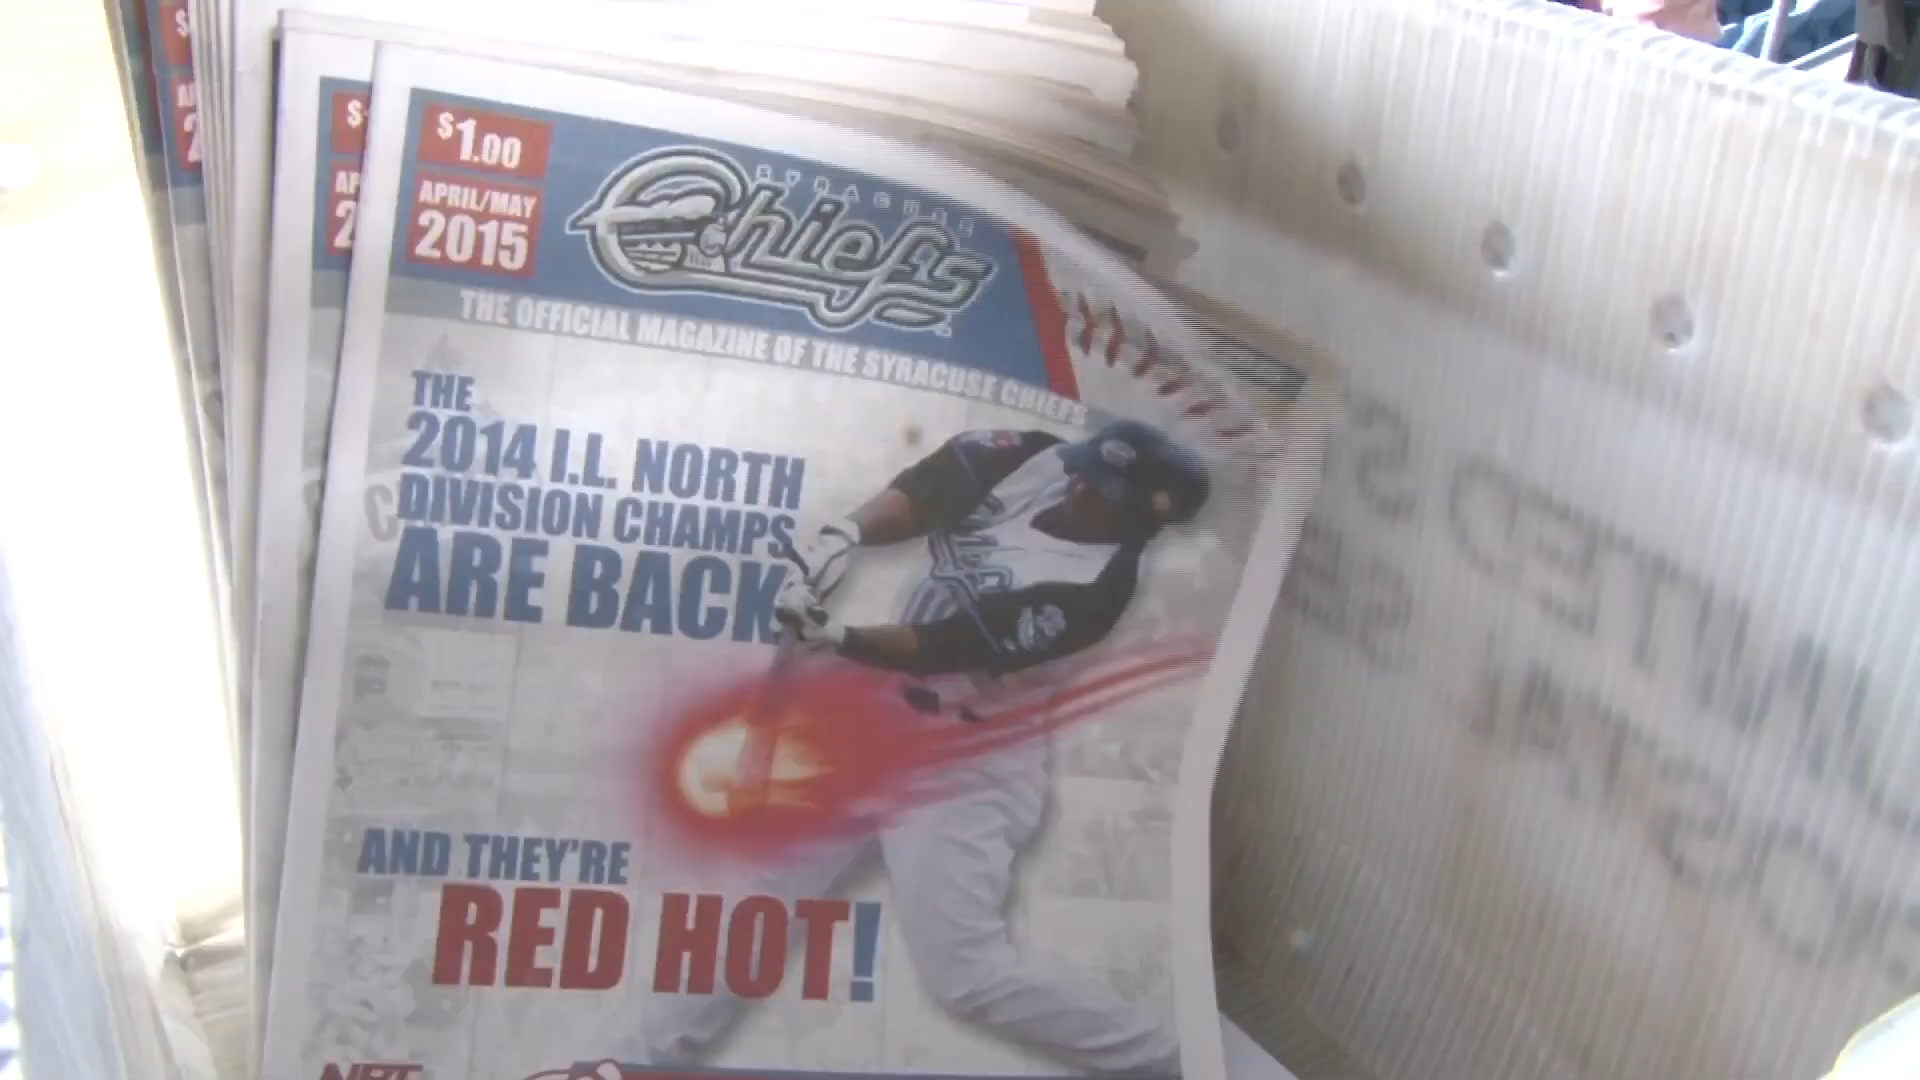 $1.00
APRIL/MAY
2015
SYRACUSE
Chiefs
THE OFFICIAL MAGAZINE OF THE SYRACUSE CHIEFS
THE
2014 I.L. NORTH
DIVISION CHAMPS
ARE BACK
AND THEY'RE
RED HOT!